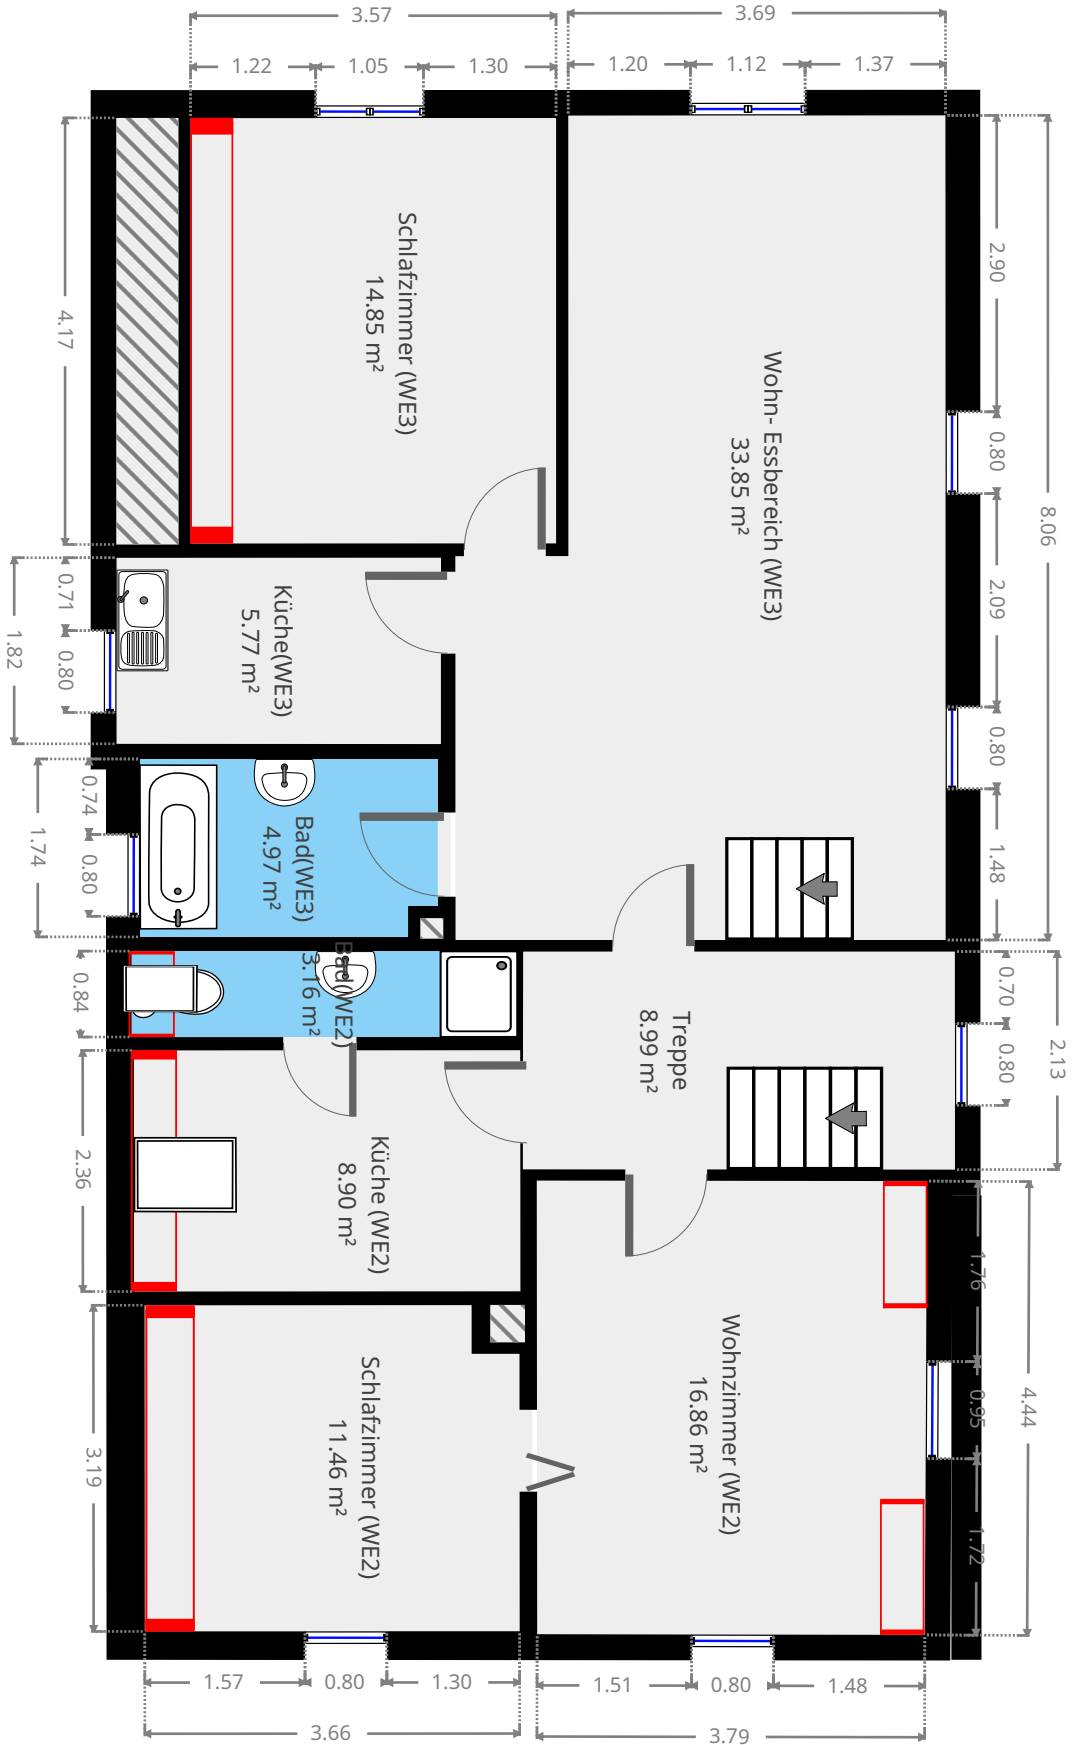 3.57
3.69
1.22
1.05
1.30
1.20
1.12
1.37
4.17
Schlafzimmer (WE3)
14.85 m²
Wohn- Essbereich (WE3)
33.85 m²
2.90
0.80
2.09
0.80
1.48
8.06
0.71
0.80
1.82
Küche(WE3)
5.77 m²
0.74
0.80
1.74
Bad(WE3)
4.97 m²
0.84
Bad(WE2)
3.16 m²
Treppe
8.99 m²
0.70
0.80
2.13
2.36
Küche (WE2)
8.90 m²
1.76
0.95
1.72
4.44
Wohnzimmer (WE2)
16.86 m²
3.19
Schlafzimmer (WE2)
11.46 m²
1.57
0.80
1.30
1.51
0.80
1.48
3.66
3.79